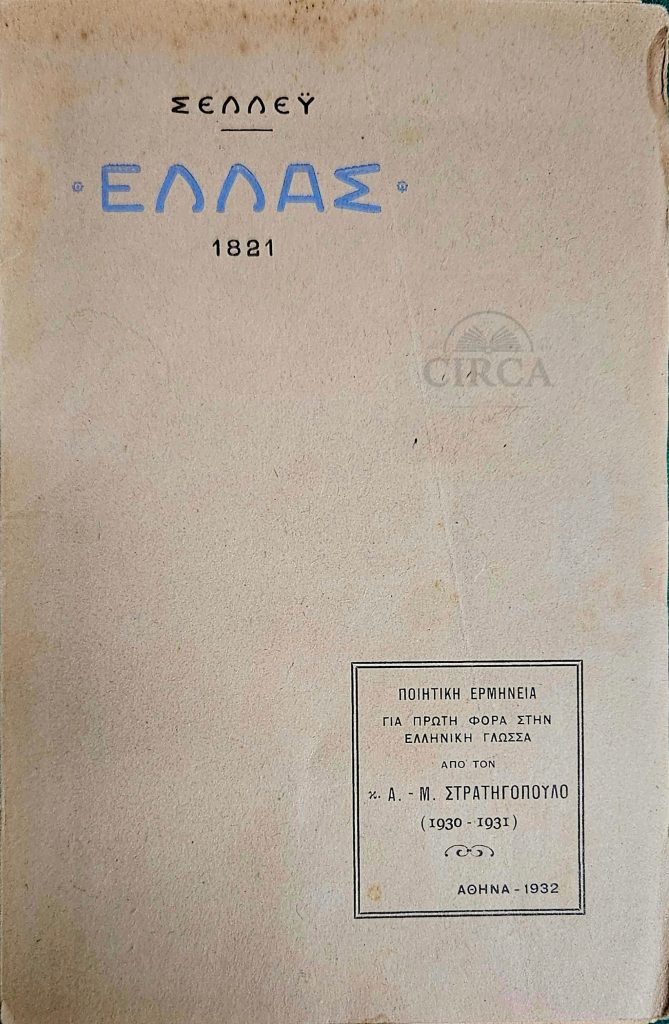 ΣΕΛΛΕΫ
ΕΛΛΑΣ
1821
CIRCA
ΠΟΙΗΤΙΚΗ ΕΡΜΗΝΕΙΑ
ΓΙΑ ΠΡΩΤΗ ΦΟΡΑ ΣΤΗΝ
ΕΛΛΗΝΙΚΗ ΓΛΩΣΣΑ
ΑΠΟ ΤΟΝ
κ. Α. - Μ. ΣΤΡΑΤΗΓΟΠΟΥΛΟ
(1930 - 1931)
ΑΘΗΝΑ - 1932